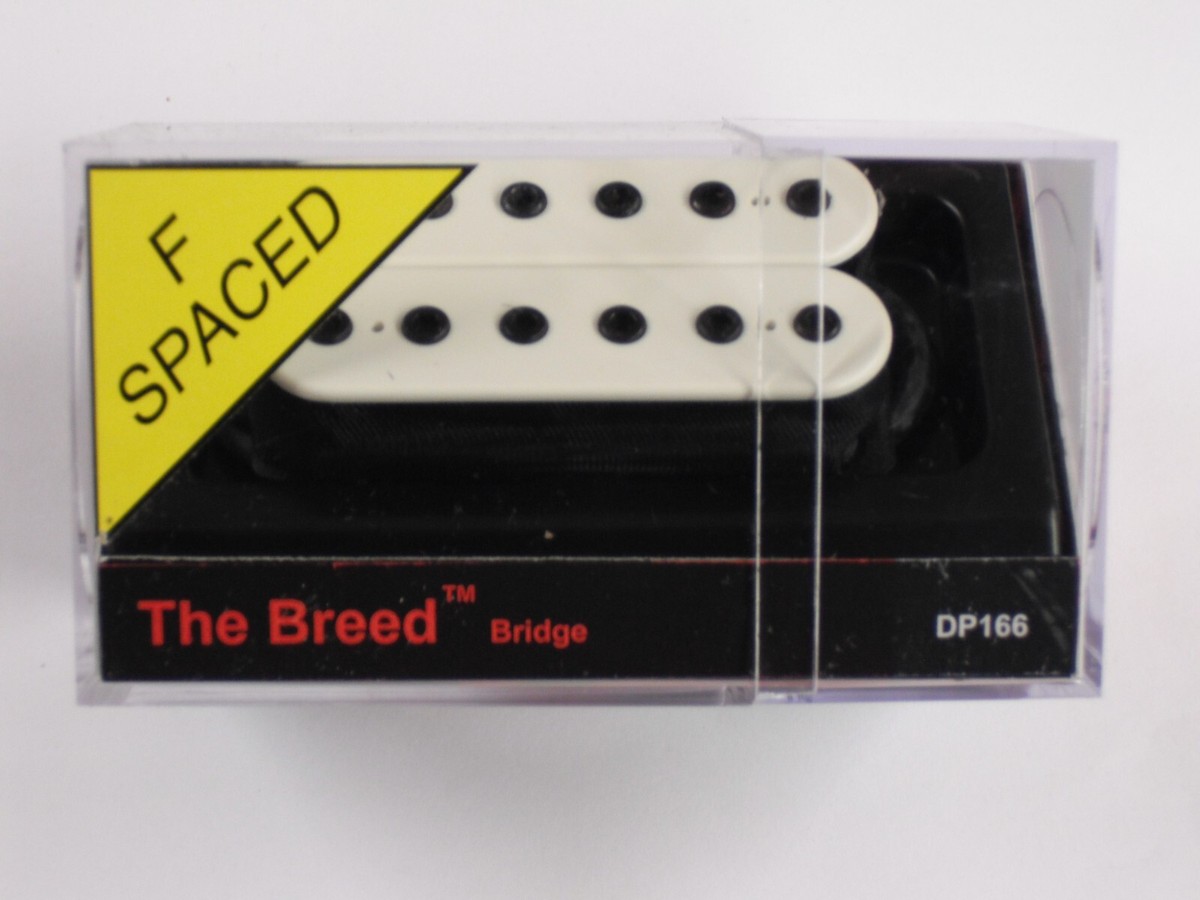 F
SPACED
The Breed™ Bridge
DP166